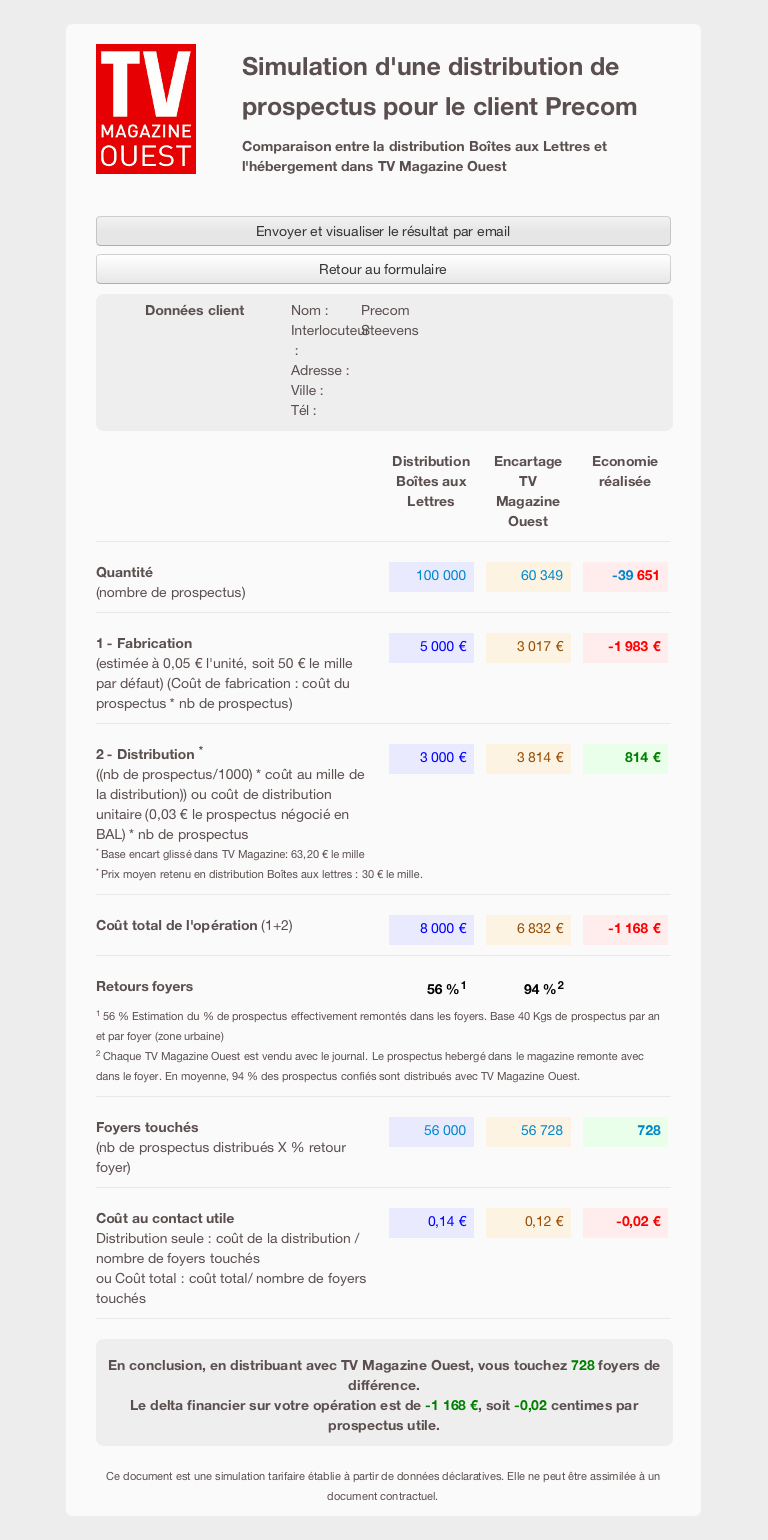 TV
MAGAZINE
OUEST
Simulation d'une distribution de
prospectus pour le client Precom
Comparaison entre la distribution Boîtes aux Lettres et
l'hébergement dans TV Magazine Ouest
Envoyer et visualiser le résultat par email
Retour au formulaire
Données client
Nom : Precom
Interlocuteur Steevens
:
Adresse :
Ville :
Tél :
Distribution Encartage Economie
Boîtes aux TV réalisée
Lettres Magazine
Ouest
Quantité 100 000 60 349 -39 651
(nombre de prospectus)
1 - Fabrication 5 000 € 3 017 € -1 983 €
(estimée à 0,05 € l'unité, soit 50 € le mille
par défaut) (Coût de fabrication : coût du
prospectus * nb de prospectus)
2 - Distribution * 3 000 € 3 814 € 814 €
((nb de prospectus/1000) * coût au mille de
la distribution)) ou coût de distribution
unitaire (0,03 € le prospectus négocié en
BAL) * nb de prospectus
* Base encart glissé dans TV Magazine: 63,20 € le mille
* Prix moyen retenu en distribution Boîtes aux lettres : 30 € le mille.
Coût total de l'opération (1+2) 8 000 € 6 832 € -1 168 €
Retours foyers 56 %1 94 %2
1 56 % Estimation du % de prospectus effectivement remontés dans les foyers. Base 40 Kgs de prospectus par an
et par foyer (zone urbaine)
2 Chaque TV Magazine Ouest est vendu avec le journal. Le prospectus hebergé dans le magazine remonte avec
dans le foyer. En moyenne, 94 % des prospectus confiés sont distribués avec TV Magazine Ouest.
Foyers touchés 56 000 56 728 728
(nb de prospectus distribués X % retour
foyer)
Coût au contact utile 0,14 € 0,12 € -0,02 €
Distribution seule : coût de la distribution /
nombre de foyers touchés
ou Coût total : coût total/ nombre de foyers
touchés
En conclusion, en distribuant avec TV Magazine Ouest, vous touchez 728 foyers de
différence.
Le delta financier sur votre opération est de -1 168 €, soit -0,02 centimes par
prospectus utile.
Ce document est une simulation tarifaire établie à partir de données déclaratives. Elle ne peut être assimilée à un
document contractuel.